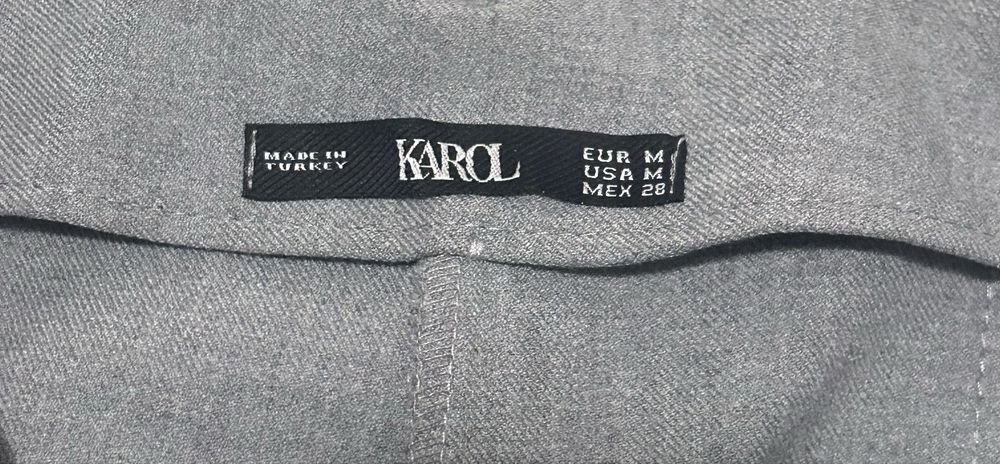 MADE IN
TURKEY
KAROL
EUR M
USA M
MEX 28